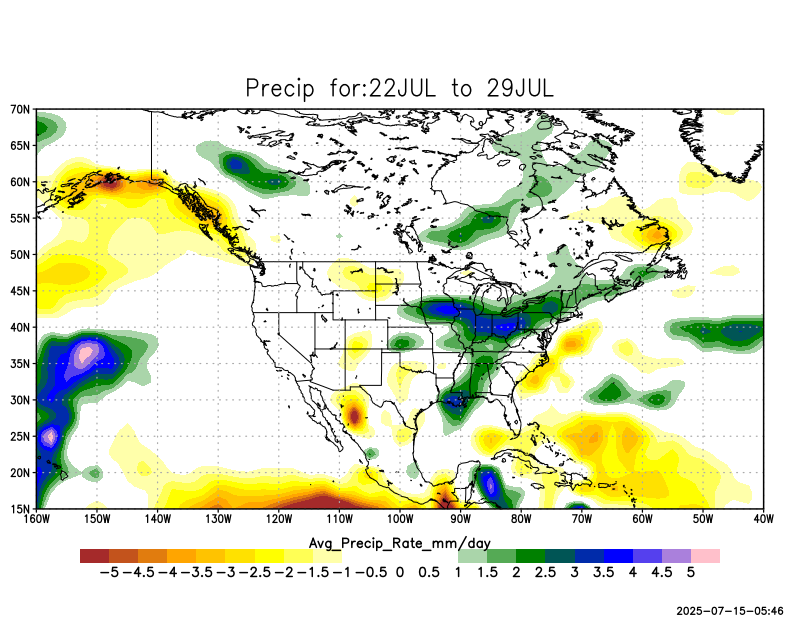 Precip for:22JUL to 29JUL
70N
65N
60N
55N
50N
45N
40N
35N
30N
25N
20N
15N
160W 150W 140W 130W 120W 110W 100W 90W 80W 70W 60W 50W 40W
Avg_Precip_Rate_mm/day
-5 -4.5 -4 -3.5 -3 -2.5 -2 -1.5 -1 -0.5 0 0.5 1 1.5 2 2.5 3 3.5 4 4.5 5
2025-07-15-05:46